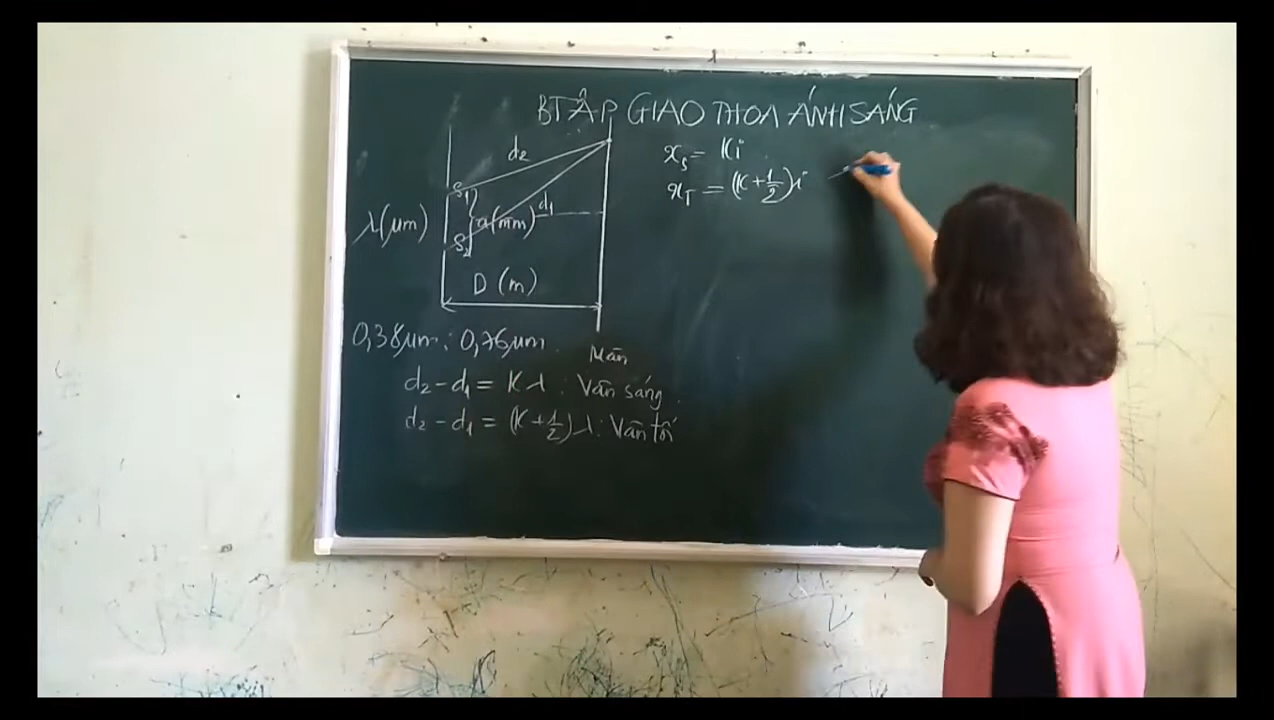 BTẬP GIAO THOA ÁNH SÁNG
d₂
S₁
λ(μm)
a(mm)
d₁
S₂
D (m)
Màn
0,38μm ÷ 0,76μm
d₂ - d₁ = Kλ : Vân sáng.
d₂ - d₁ = (K + 1/2)λ : Vân tối
xₛ = Ki
x_T = (K + 1/2)i